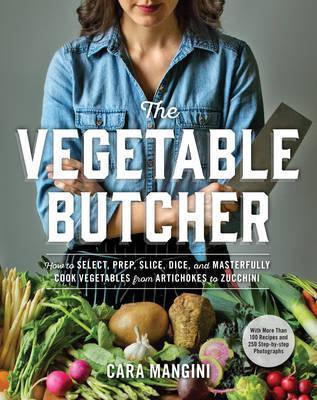 The
VEGETABLE
BUTCHER
How to SELECT, PREP, SLICE, DICE, and MASTERFULLY
COOK VEGETABLES from ARTICHOKES to ZUCCHINI
With More Than
100 Recipes and
250 Step-by-step
Photographs
CARA MANGINI